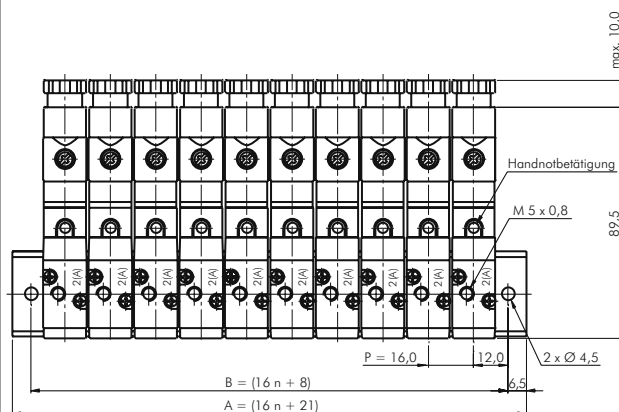 max. 10,0
Handnotbetätigung
M 5 x 0,8
89,5
2(A) 2(A) 2(A) 2(A) 2(A) 2(A) 2(A) 2(A) 2(A) 2(A)
P = 16,0
12,0
2 x Ø 4,5
B = (16 n + 8)
6,5
A = (16 n + 21)